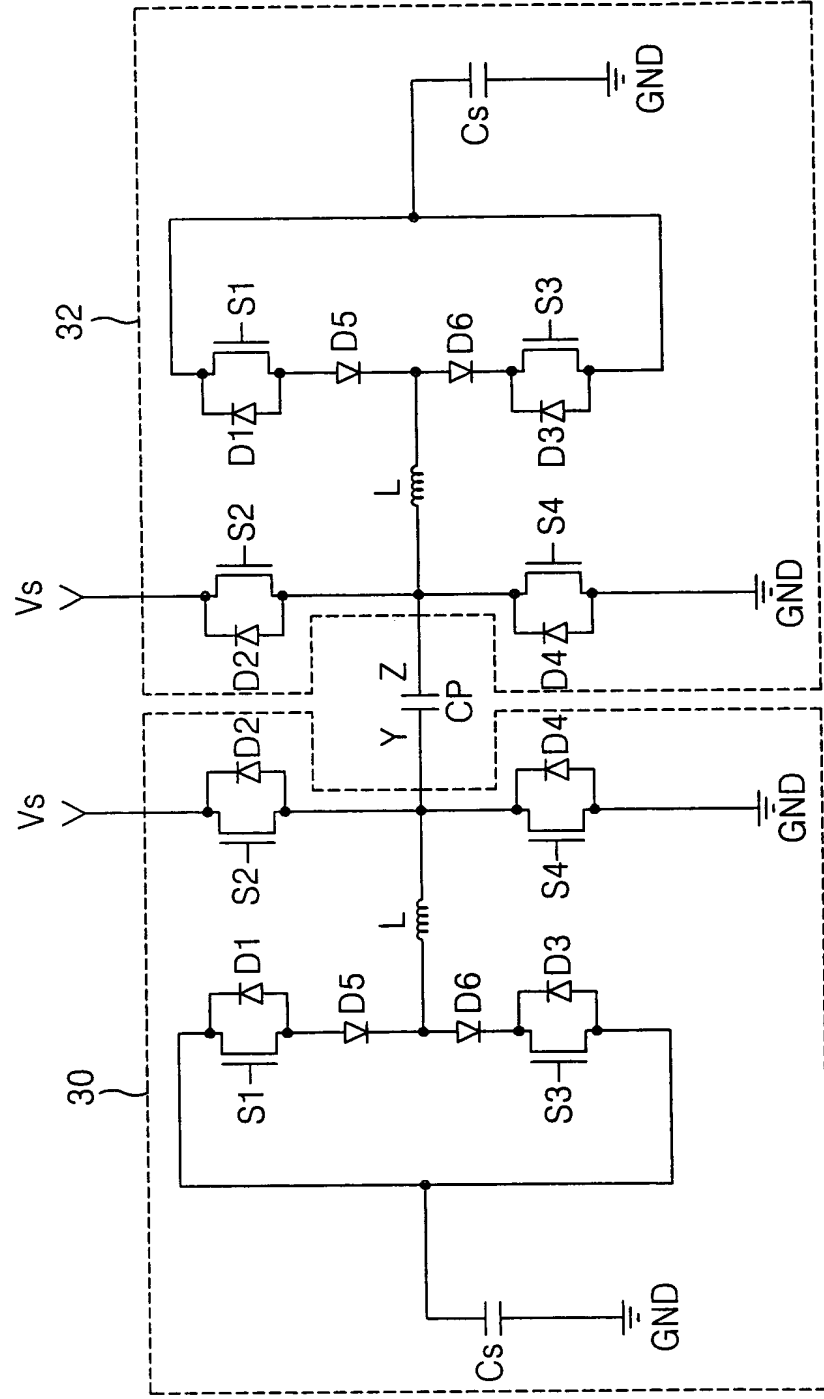 30
32
Vs
Vs
S1
D1
S2
D2
D2
S2
D1
S1
D5
D5
L
L
Y
Z
CP
D6
D6
S3
D3
S4
D4
D4
S4
D3
S3
Cs
GND
GND
GND
Cs
GND